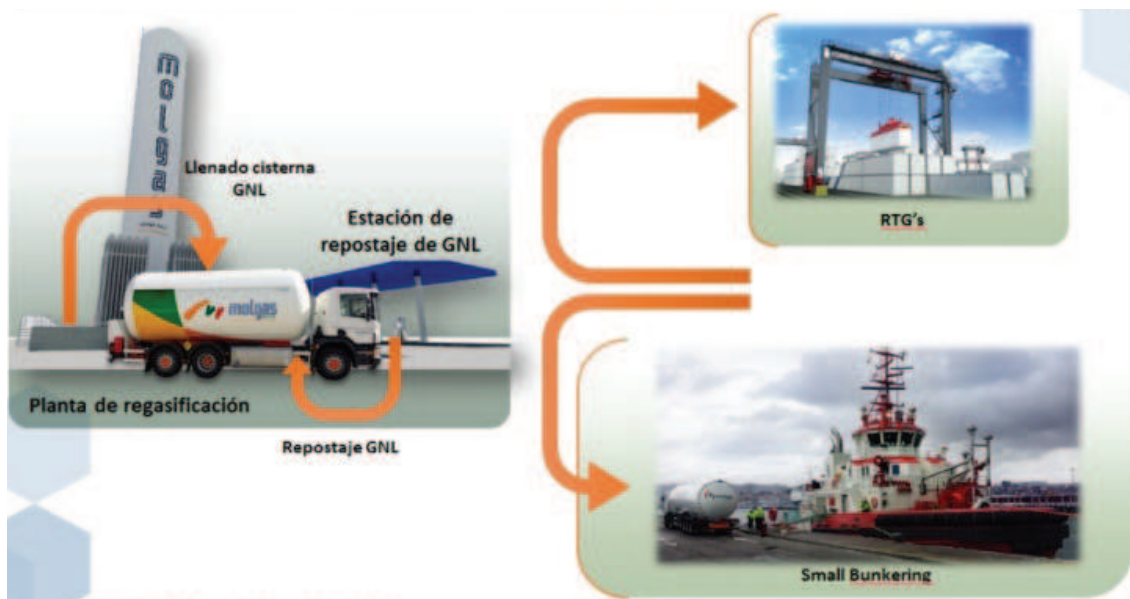 molgas
Llenado cisterna
GNL
Estación de
repostaje de GNL
molgas
Planta de regasificación
Repostaje GNL
RTG's
Small Bunkering